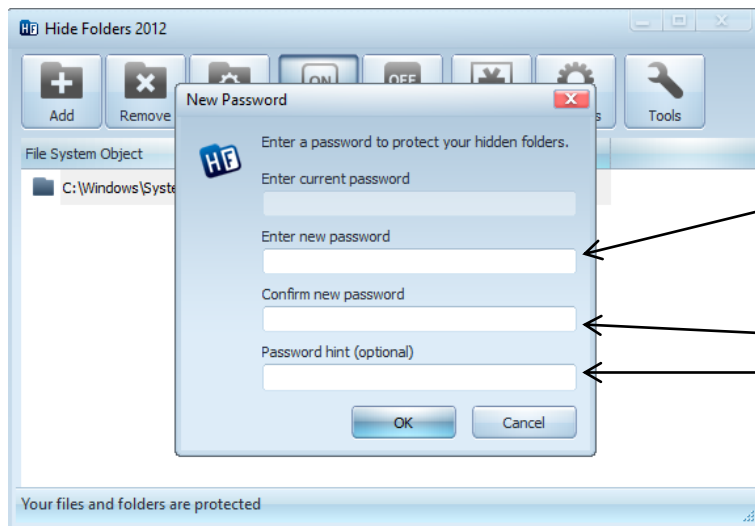 HF Hide Folders 2012
Add Remove ON OFF Tools
New Password
File System Object
C:\Windows\Syste
HF
Enter a password to protect your hidden folders.
Enter current password
Enter new password
Confirm new password
Password hint (optional)
OK Cancel
Your files and folders are protected